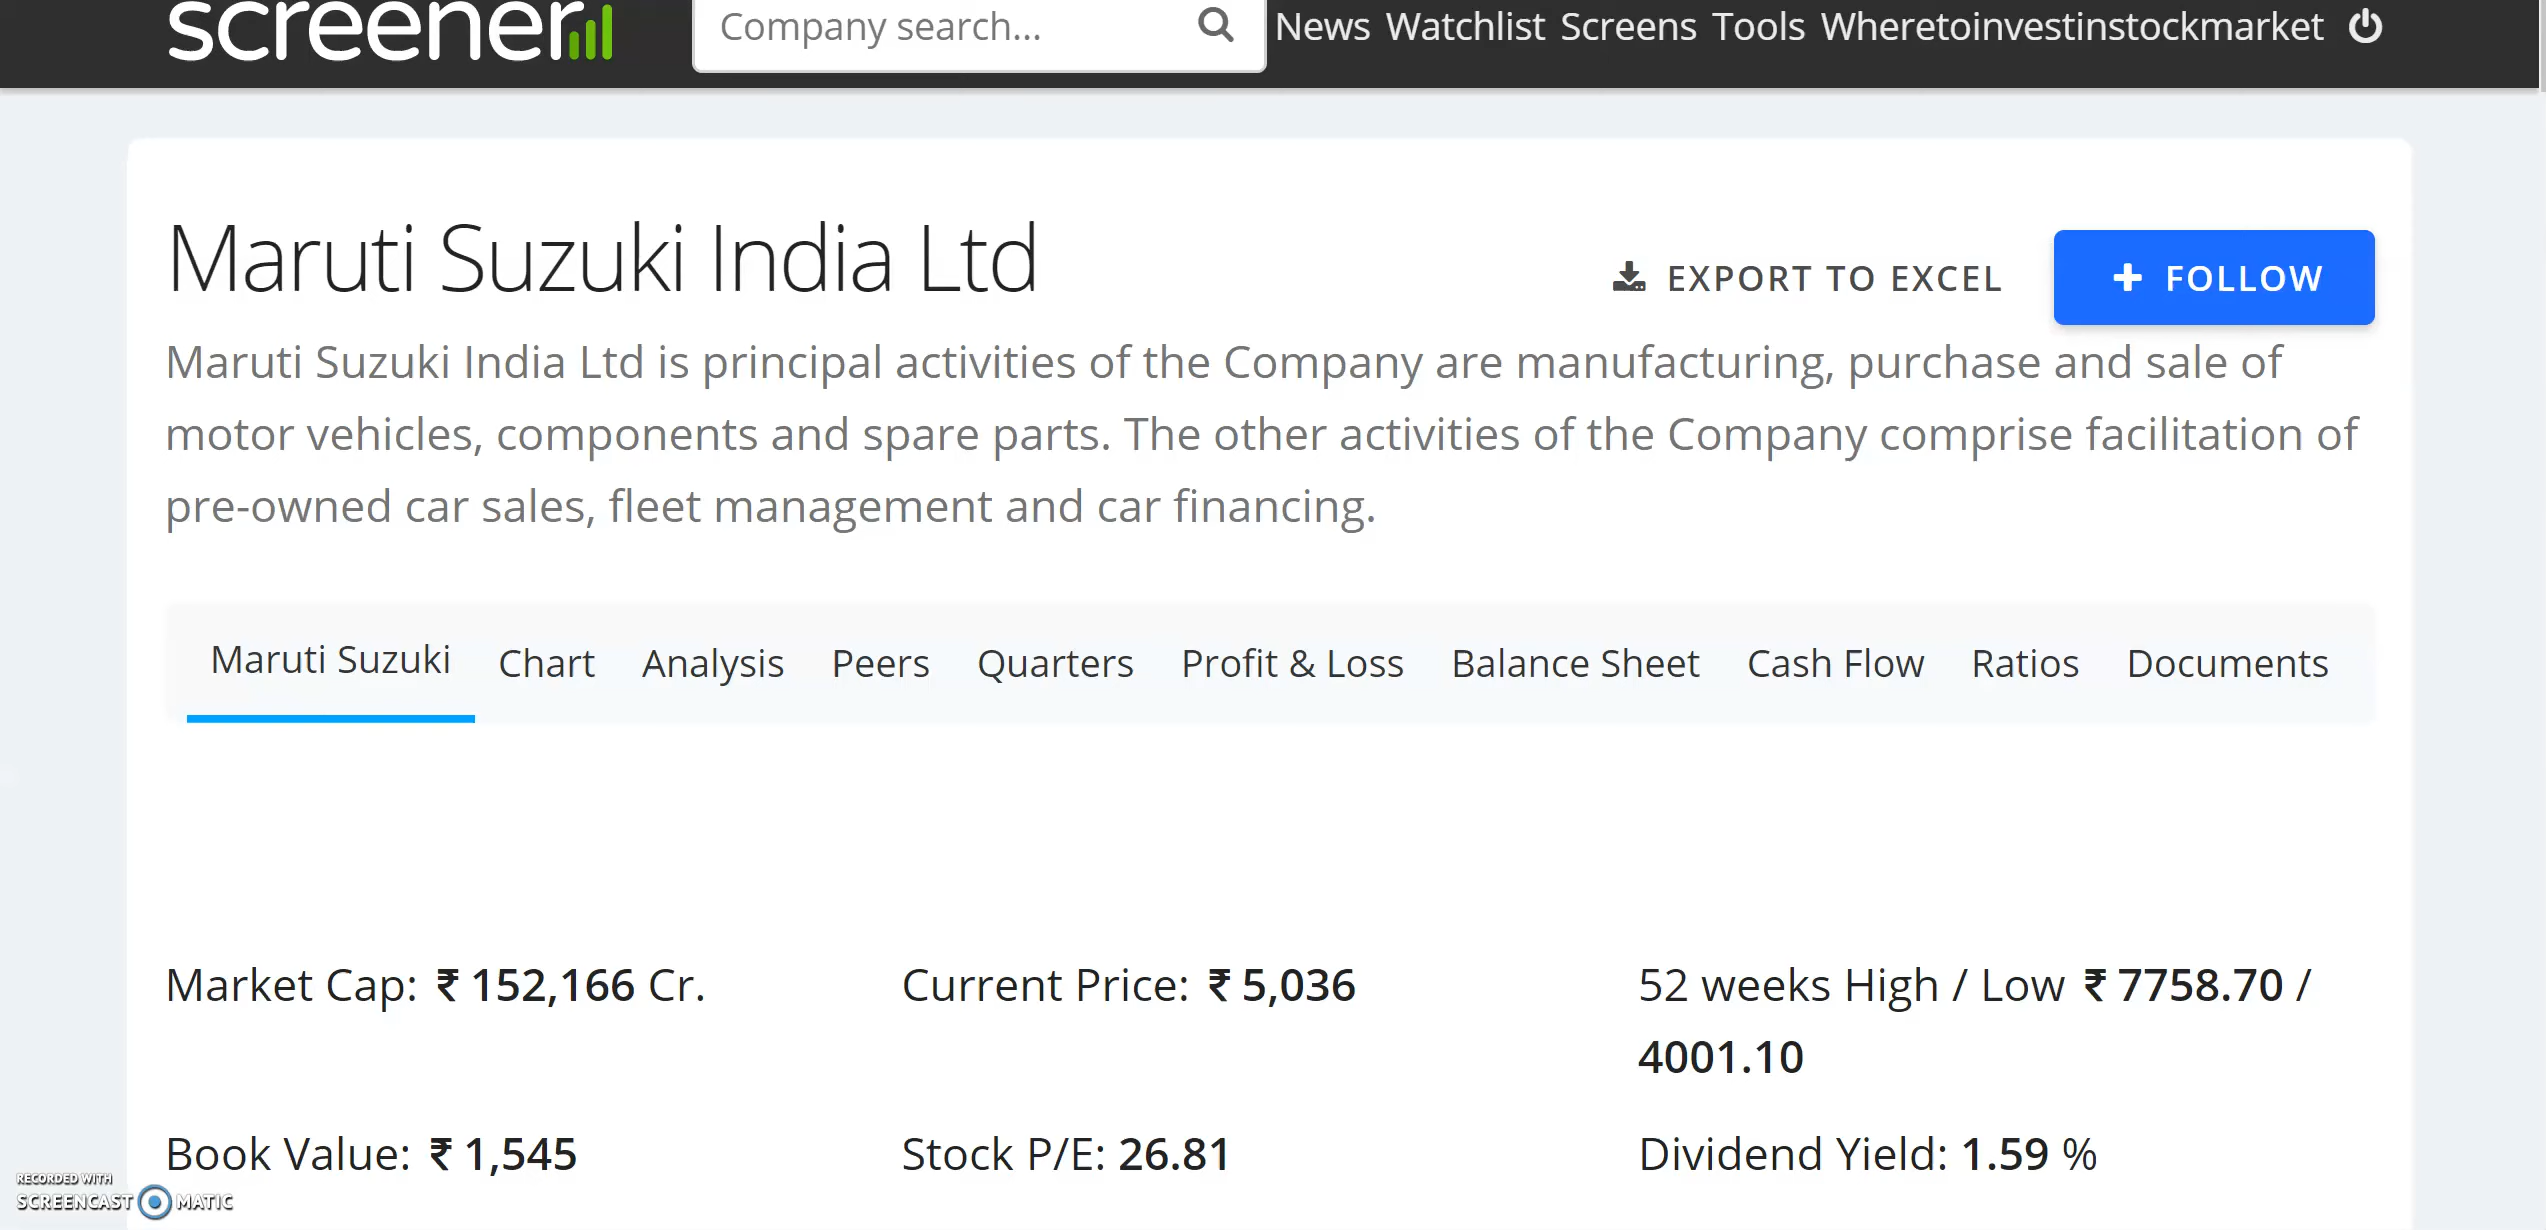 screener
Company search...
News Watchlist Screens Tools Wheretoinvestinstockmarket
Maruti Suzuki India Ltd
EXPORT TO EXCEL
FOLLOW
Maruti Suzuki India Ltd is principal activities of the Company are manufacturing, purchase and sale of
motor vehicles, components and spare parts. The other activities of the Company comprise facilitation of
pre-owned car sales, fleet management and car financing.
Maruti Suzuki Chart Analysis Peers Quarters Profit & Loss Balance Sheet Cash Flow Ratios Documents
Market Cap: ₹ 152,166 Cr.
Current Price: ₹ 5,036
52 weeks High / Low ₹ 7758.70 /
4001.10
Book Value: ₹ 1,545
Stock P/E: 26.81
Dividend Yield: 1.59 %
RECORDED WITH
SCREENCAST MATIC